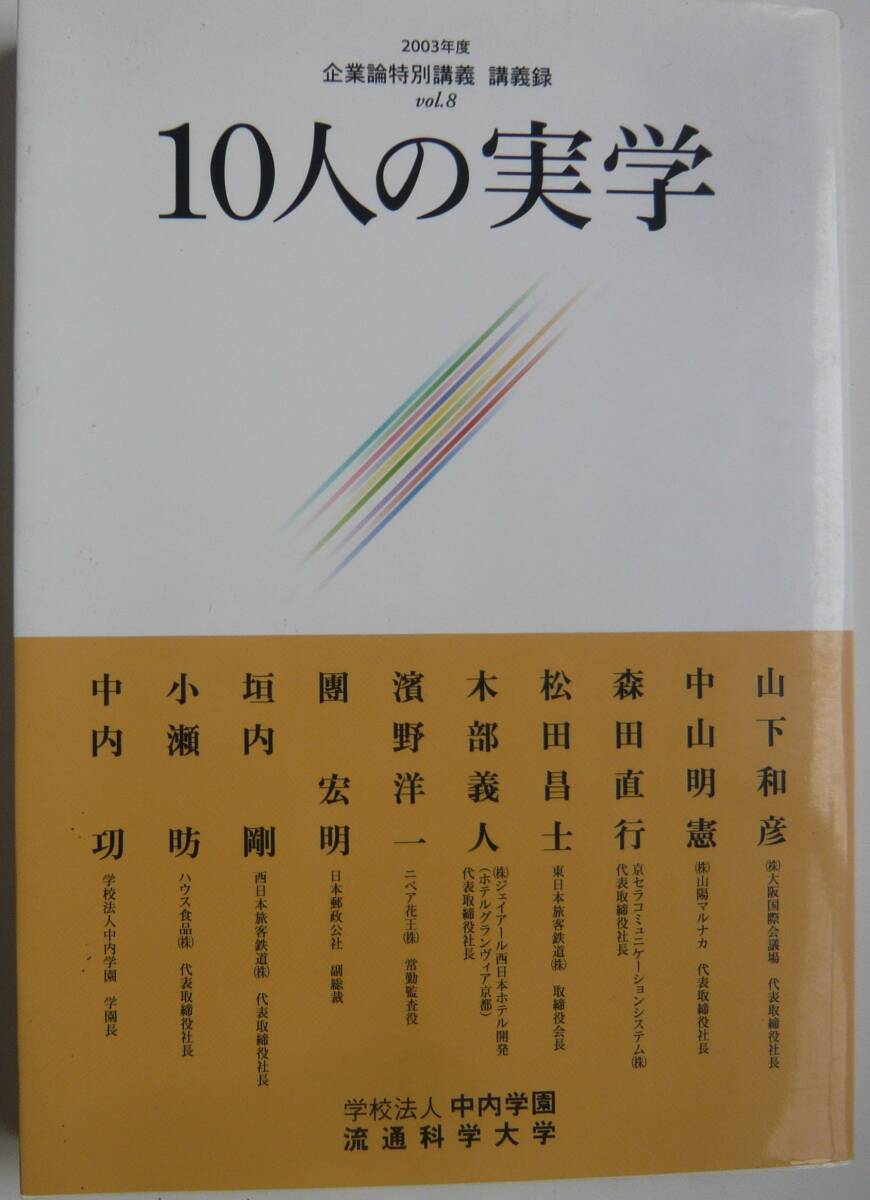 2003年度
企業論特別講義 講義録
vol.8
10人の実学
山下和彦
㈱大阪国際会議場 代表取締役社長
中山明憲
㈱山陽マルナカ 代表取締役社長
森田直行
京セラコミュニケーションシステム㈱
代表取締役社長
松田昌士
東日本旅客鉄道㈱ 取締役会長
木部義人
㈱ジェイアール西日本ホテル開発
(ホテルグランヴィア京都)
代表取締役社長
濱野洋一
ニベア花王㈱ 常勤監査役
團宏明
日本郵政公社 副総裁
垣内剛
西日本旅客鉄道㈱ 代表取締役社長
小瀬昉
ハウス食品㈱ 代表取締役社長
中内㓛
学校法人中内学園 学園長
学校法人 中内学園
流通科学大学